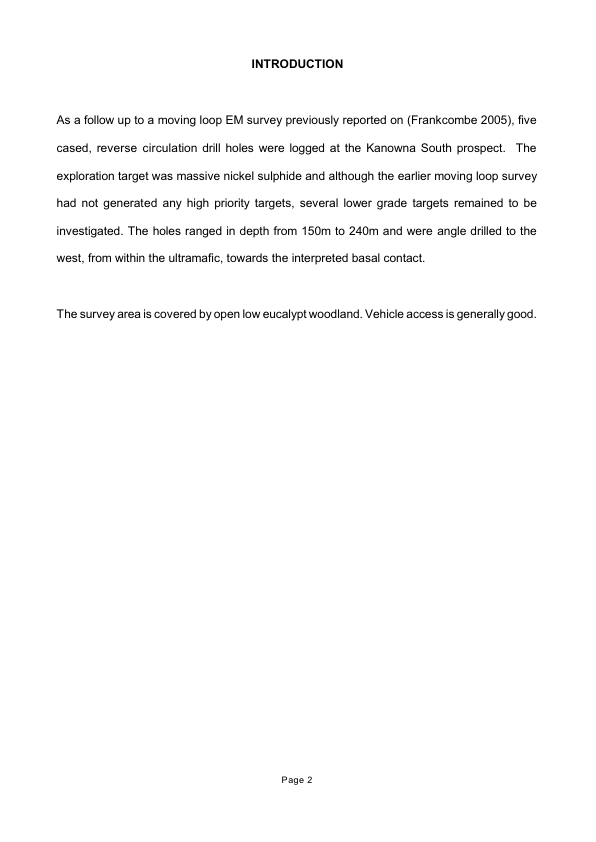 INTRODUCTION
As a follow up to a moving loop EM survey previously reported on (Frankcombe 2005), five
cased, reverse circulation drill holes were logged at the Kanowna South prospect.  The
exploration target was massive nickel sulphide and although the earlier moving loop survey
had not generated any high priority targets, several lower grade targets remained to be
investigated. The holes ranged in depth from 150m to 240m and were angle drilled to the
west, from within the ultramafic, towards the interpreted basal contact.
The survey area is covered by open low eucalypt woodland. Vehicle access is generally good.
Page 2